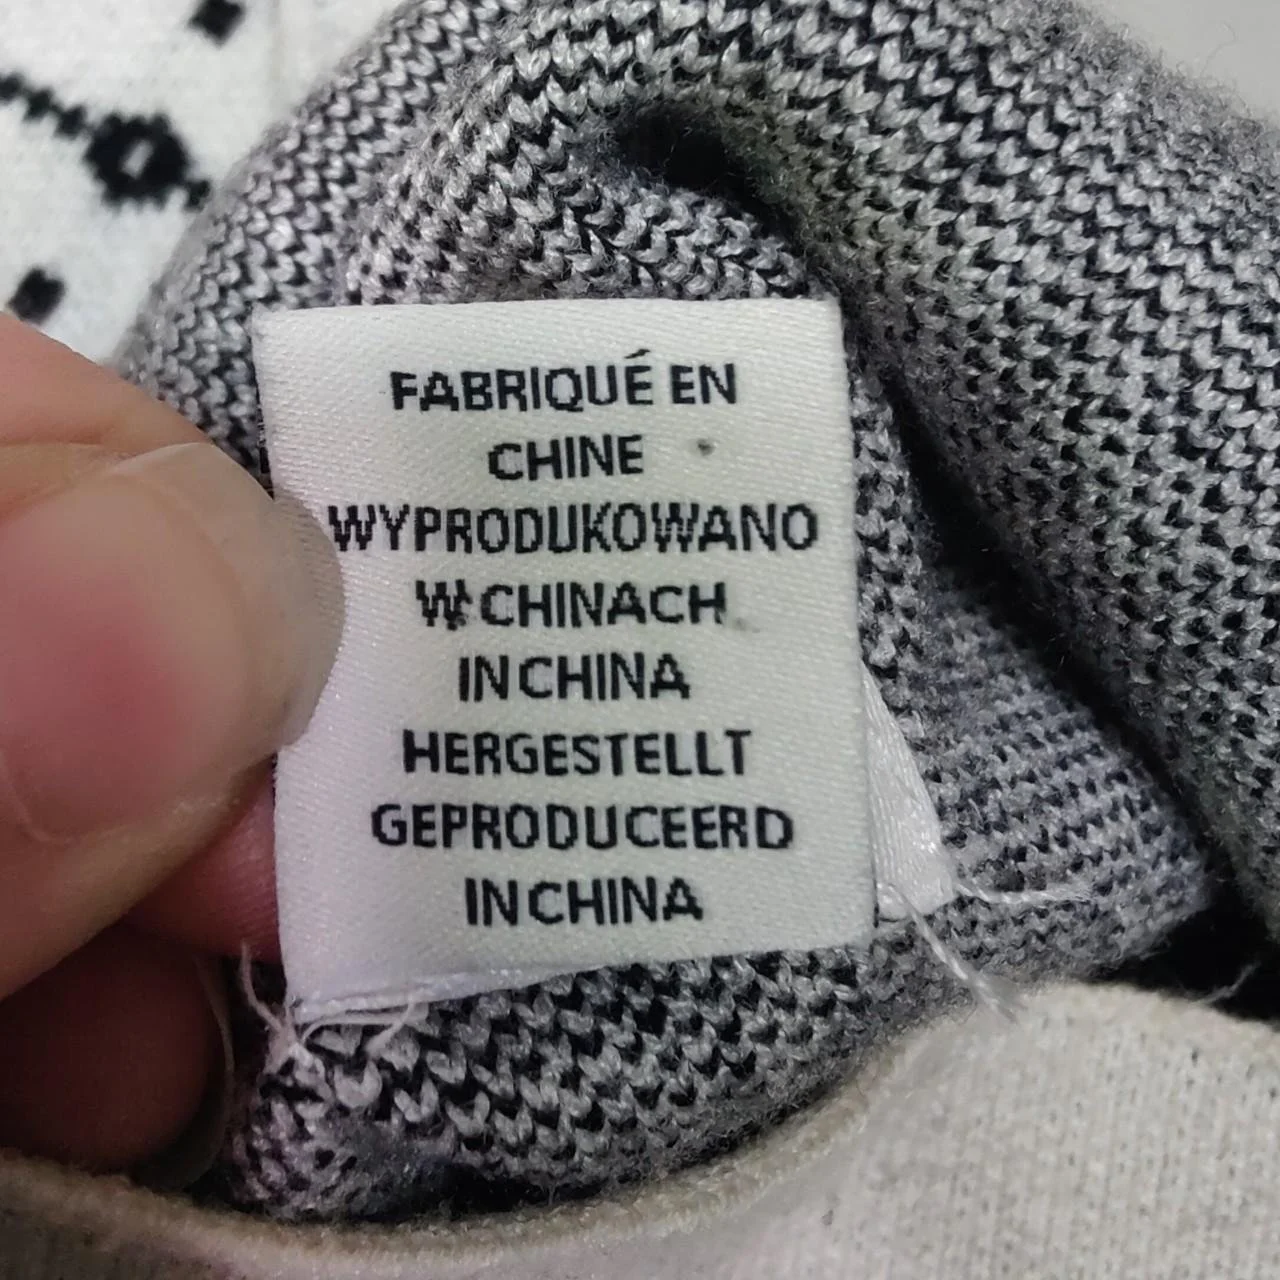 FABRIQUÉ EN
CHINE
WYPRODUKOWANO
W CHINACH
IN CHINA
HERGESTELLT
GEPRODUCEERD
IN CHINA